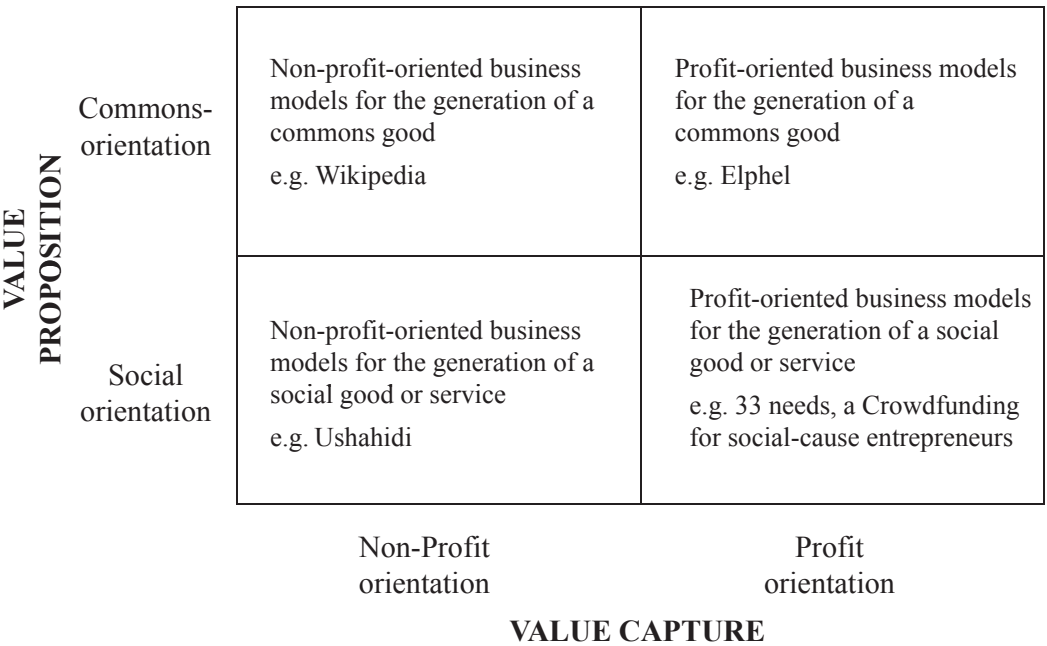 VALUE
PROPOSITION
Commons-
orientation
Non-profit-oriented business
models for the generation of a
commons good
e.g. Wikipedia
Profit-oriented business models
for the generation of a
commons good
e.g. Elphel
Social
orientation
Non-profit-oriented business
models for the generation of a
social good or service
e.g. Ushahidi
Profit-oriented business models
for the generation of a social
good or service
e.g. 33 needs, a Crowdfunding
for social-cause entrepreneurs
Non-Profit
orientation
Profit
orientation
VALUE CAPTURE